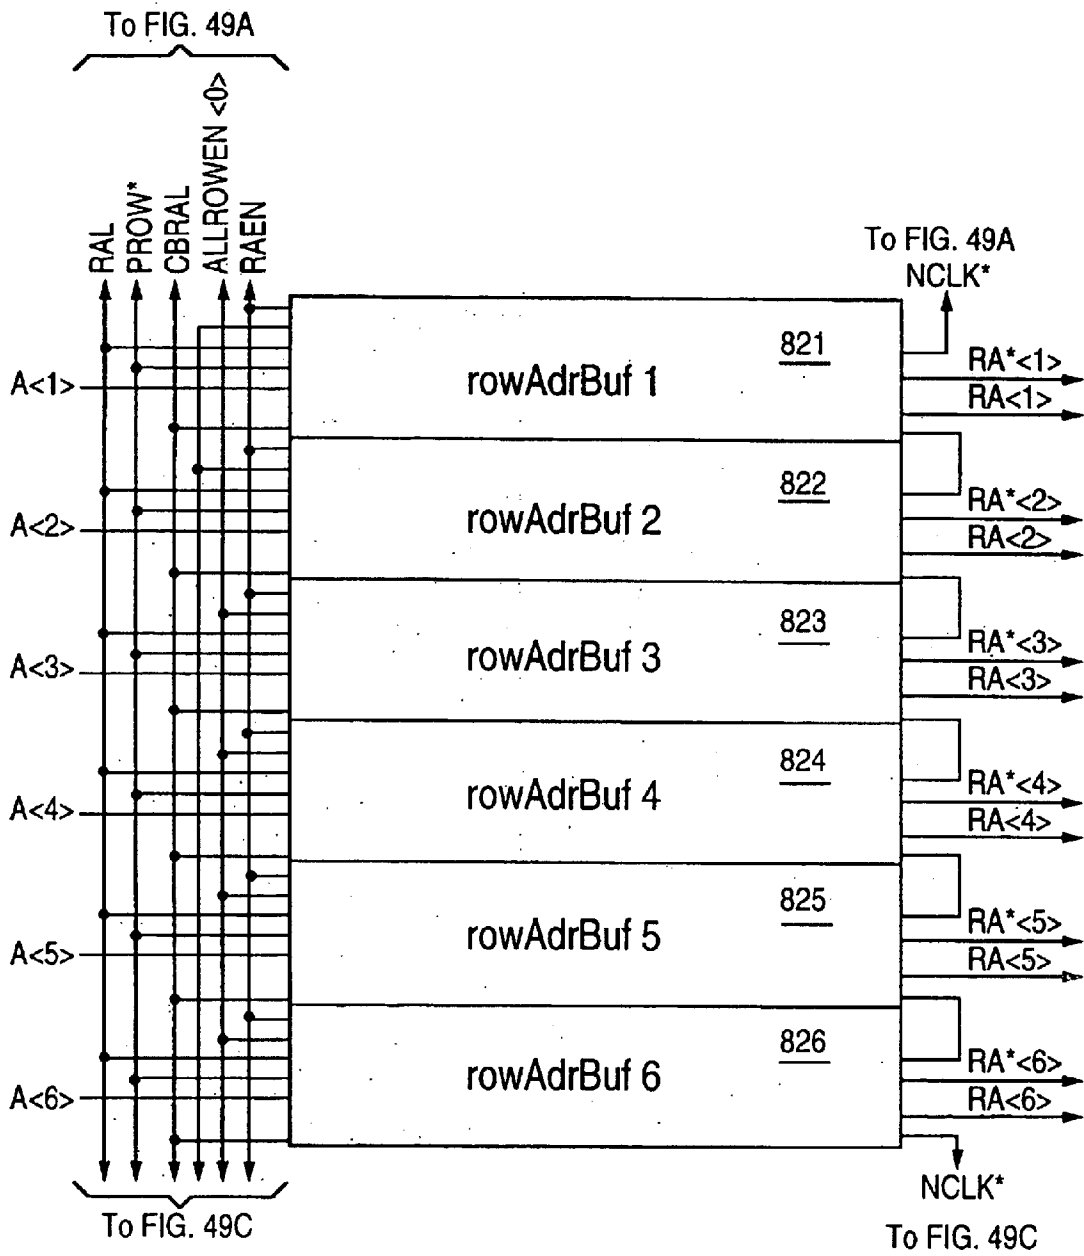 To FIG. 49A
RAL
PROW*
CBRAL
ALLROWEN <0>
RAEN
To FIG. 49A
NCLK*
A<1>
rowAdrBuf 1
821
RA*<1>
RA<1>
A<2>
rowAdrBuf 2
822
RA*<2>
RA<2>
A<3>
rowAdrBuf 3
823
RA*<3>
RA<3>
A<4>
rowAdrBuf 4
824
RA*<4>
RA<4>
A<5>
rowAdrBuf 5
825
RA*<5>
RA<5>
A<6>
rowAdrBuf 6
826
RA*<6>
RA<6>
To FIG. 49C
NCLK*
To FIG. 49C